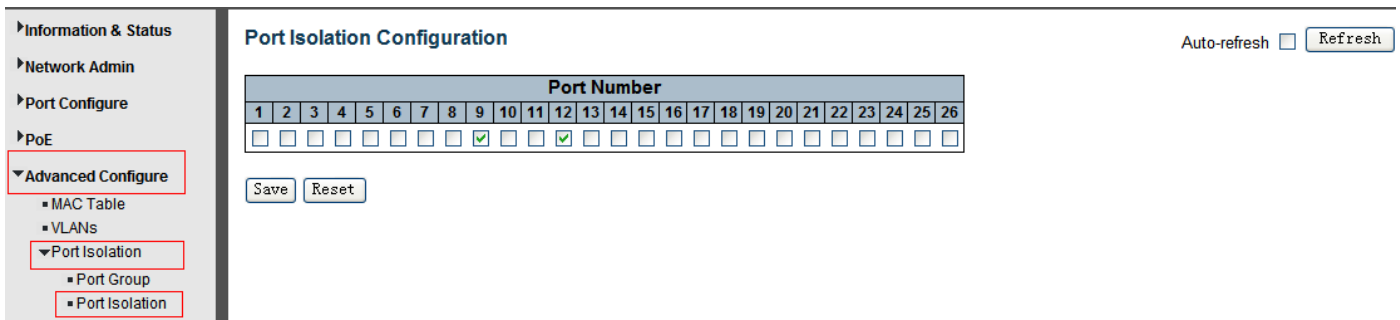 Information & Status
Network Admin
Port Configure
PoE
Advanced Configure
MAC Table
VLANs
Port Isolation
Port Group
Port Isolation
Port Isolation Configuration
Auto-refresh Refresh
Port Number
1 2 3 4 5 6 7 8 9 10 11 12 13 14 15 16 17 18 19 20 21 22 23 24 25 26
Save Reset